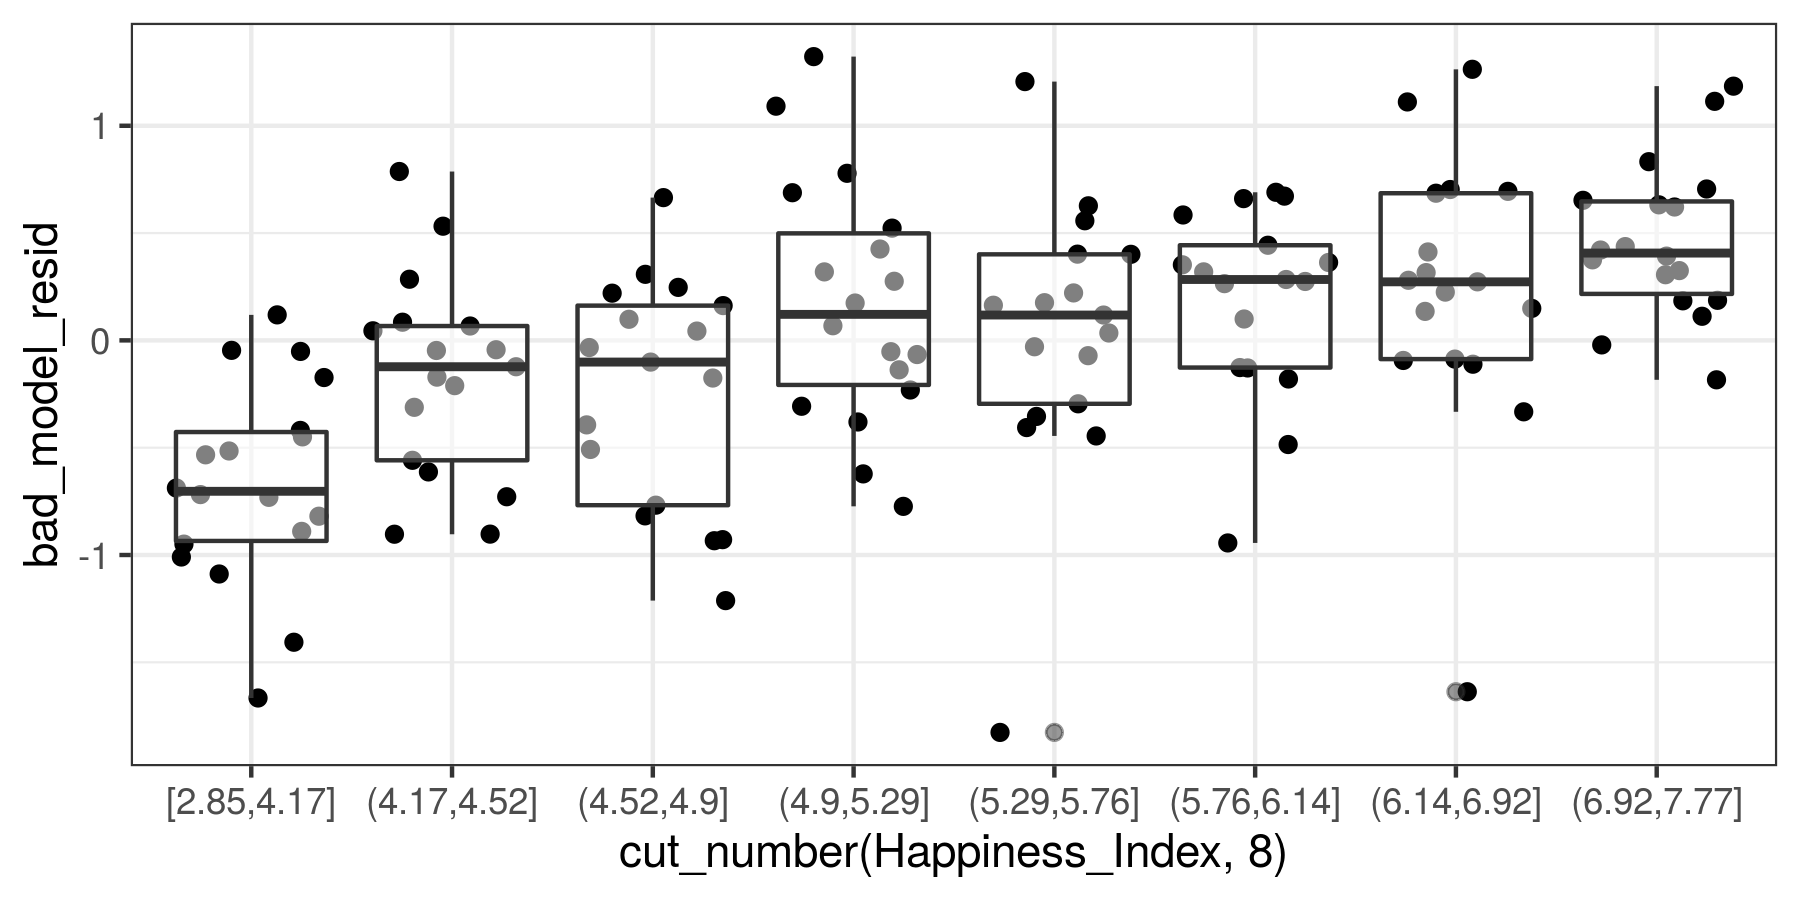 bad_model_resid
1
0
-1
[2.85,4.17] (4.17,4.52] (4.52,4.9] (4.9,5.29] (5.29,5.76] (5.76,6.14] (6.14,6.92] (6.92,7.77]
cut_number(Happiness_Index, 8)